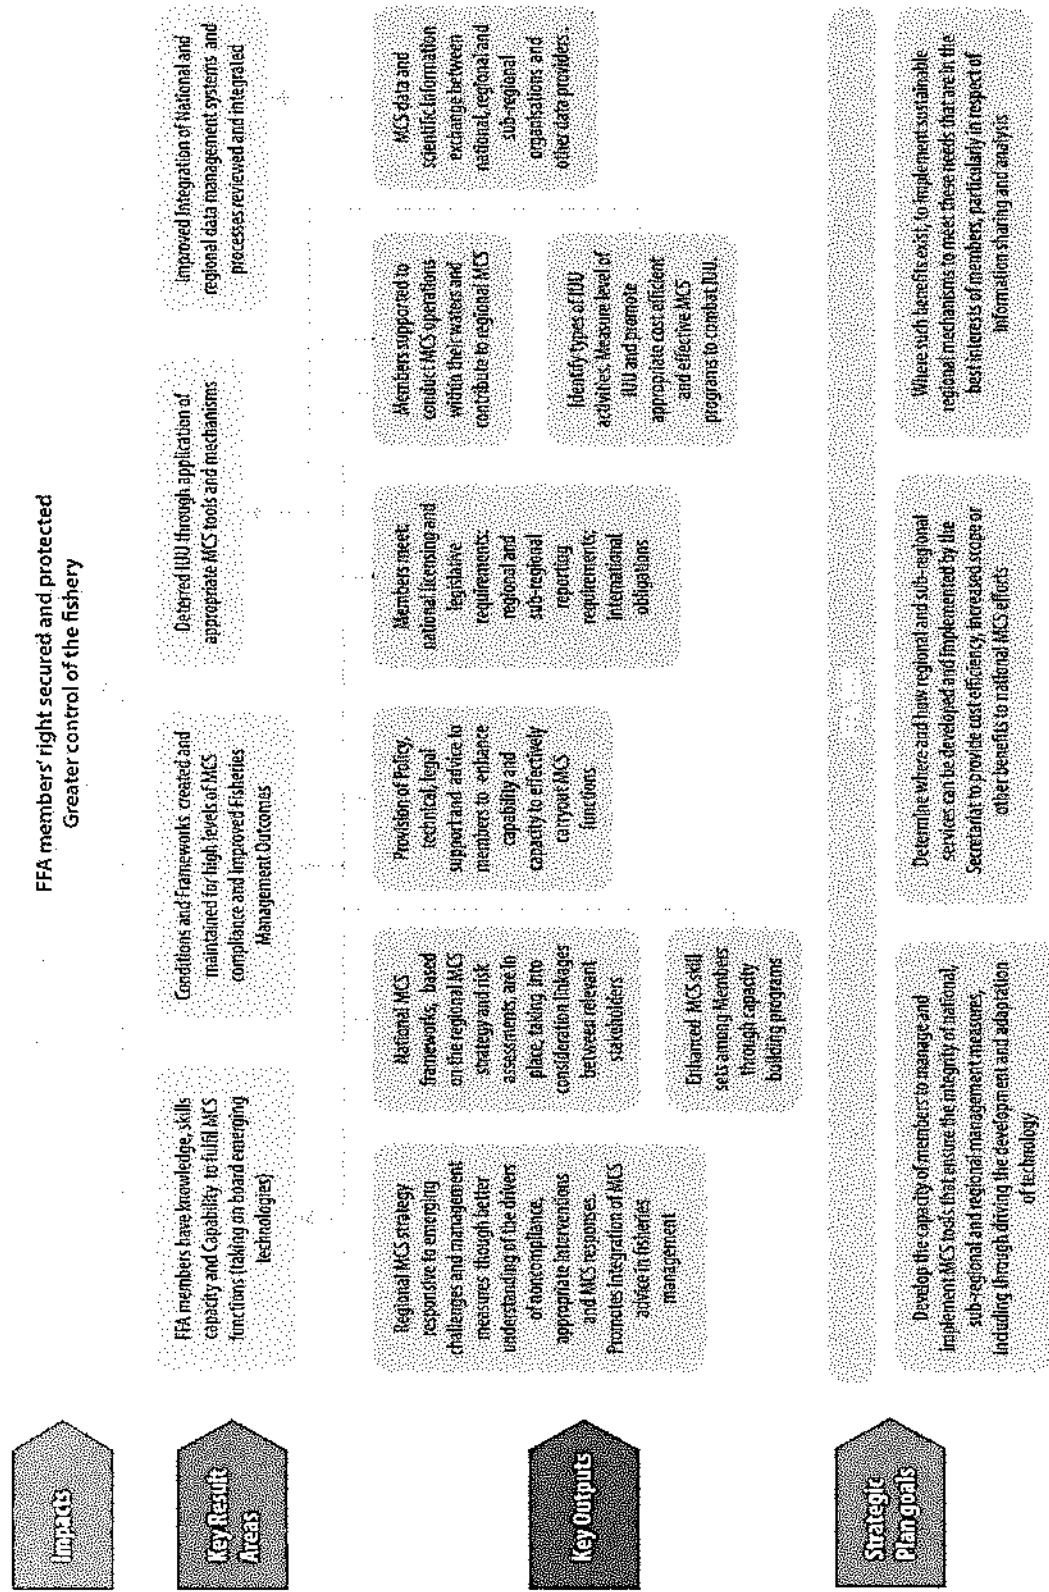 Impacts
FFA members' right secured and protected
Greater control of the fishery
Key Result
Areas
FFA members have knowledge, skills
capacity and Capability to fulfil MCS
functions (taking on board emerging
technologies)
Conditions and Frameworks created and
maintained for high levels of MCS
compliance and Improved Fisheries
Management Outcomes
Deterred IUU through application of
appropriate MCS tools and mechanisms
Improved Integration of National and
regional data management systems and
processes reviewed and integrated
Key Outputs
Regional MCS strategy
responsive to emerging
challenges and management
measures though better
understanding of the drivers
of noncompliance,
appropriate interventions
and MCS responses.
Promotes integration of MCS
advice in fisheries
management
National MCS
frameworks, based
on the regional MCS
strategy and risk
assessments, are in
place, taking into
consideration linkages
between relevant
stakeholders
Enhanced MCS skill
sets among Members
through capacity
building programs
Provision of Policy,
technical, legal
support and advice to
members to enhance
capability and
capacity to effectively
carryout MCS
functions
Members meet:
national licensing and
legislative
requirements;
regional and
sub-regional
reporting
requirements;
International
obligations
Members supported to
conduct MCS operations
within their waters and
contribute to regional MCS
Identify types of IUU
activities; Measure level of
IUU and promote
appropriate cost efficient
and effective MCS
programs to combat IUU.
MCS data and
scientific information
exchange between
national, regional and
sub-regional
organisations and
other data providers.
Strategic
Plan goals
Develop the capacity of members to manage and
implement MCS tools that ensure the integrity of national,
sub-regional and regional management measures,
including through driving the development and adaptation
of technology
Determine where and how regional and sub-regional
services can be developed and implemented by the
Secretariat to provide cost efficiency, increased scope or
other benefits to national MCS efforts
Where such benefits exist, to implement sustainable
regional mechanisms to meet these needs that are in the
best interests of members, particularly in respect of
Information sharing and analysis